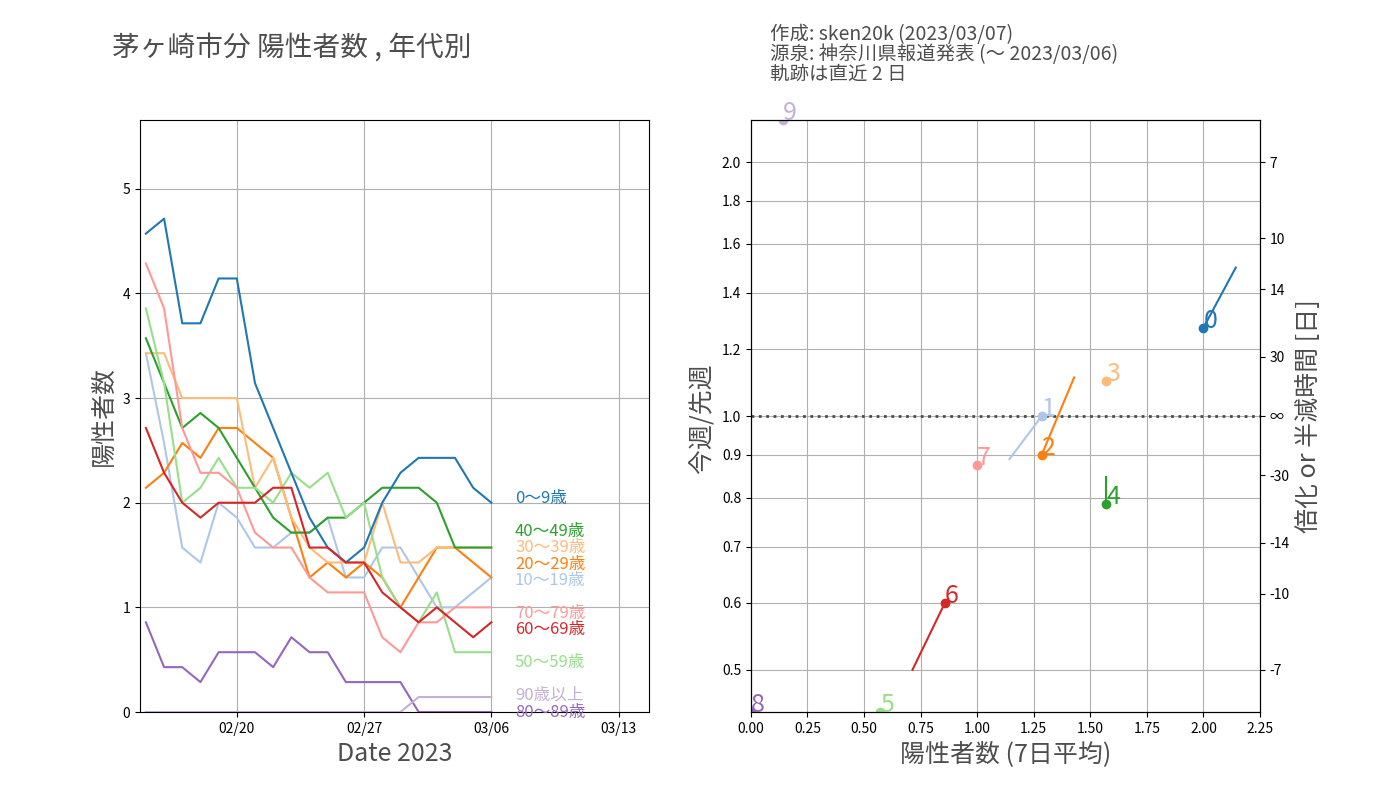 茅ヶ崎市分 陽性者数 , 年代別
作成: sken20k (2023/03/07)
源泉: 神奈川県報道発表 (～ 2023/03/06)
軌跡は直近 2 日
陽性者数
5
4
3
2
1
0
02/20
02/27
03/06
03/13
Date 2023
0～9歳
40～49歳
30～39歳
20～29歳
10～19歳
70～79歳
60～69歳
50～59歳
90歳以上
80～89歳
今週/先週
2.0
1.8
1.6
1.4
1.2
1.0
0.9
0.8
0.7
0.6
0.5
9
0
3
1
2
7
4
6
5
8
0.00
0.25
0.50
0.75
1.00
1.25
1.50
1.75
2.00
2.25
陽性者数 (7日平均)
7
10
14
30
∞
-30
-14
-10
-7
倍化 or 半減時間 [日]